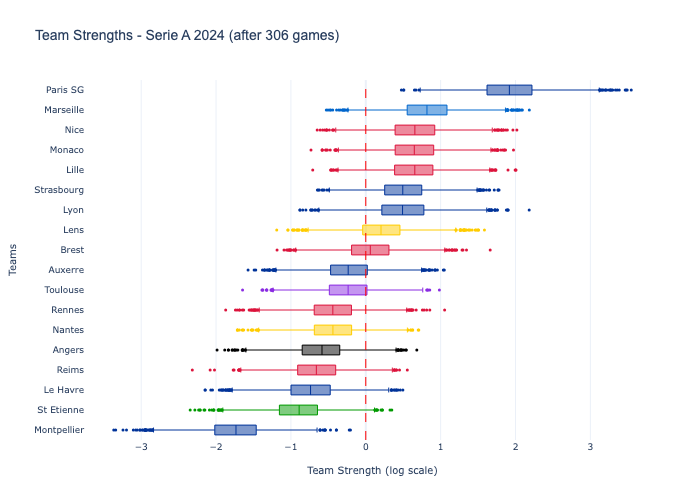 Team Strengths - Serie A 2024 (after 306 games)
Paris SG
Marseille
Nice
Monaco
Lille
Strasbourg
Lyon
Lens
Brest
Auxerre
Toulouse
Rennes
Nantes
Angers
Reims
Le Havre
St Etienne
Montpellier
Teams
−3 −2 −1 0 1 2 3
Team Strength (log scale)